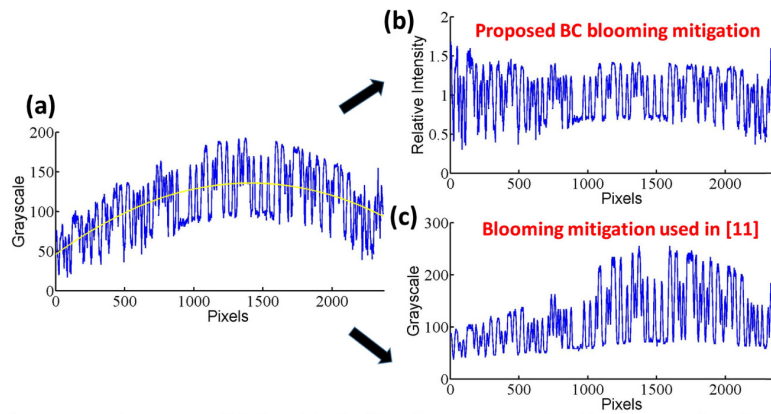 (a)
200
150
100
50
0
Grayscale
0 500 1000 1500 2000
Pixels
(b)
Proposed BC blooming mitigation
2
1.5
1
0.5
0
Relative Intensity
0 500 1000 1500 2000
Pixels
(c)
Blooming mitigation used in [11]
300
200
100
0
Grayscale
0 500 1000 1500 2000
Pixels